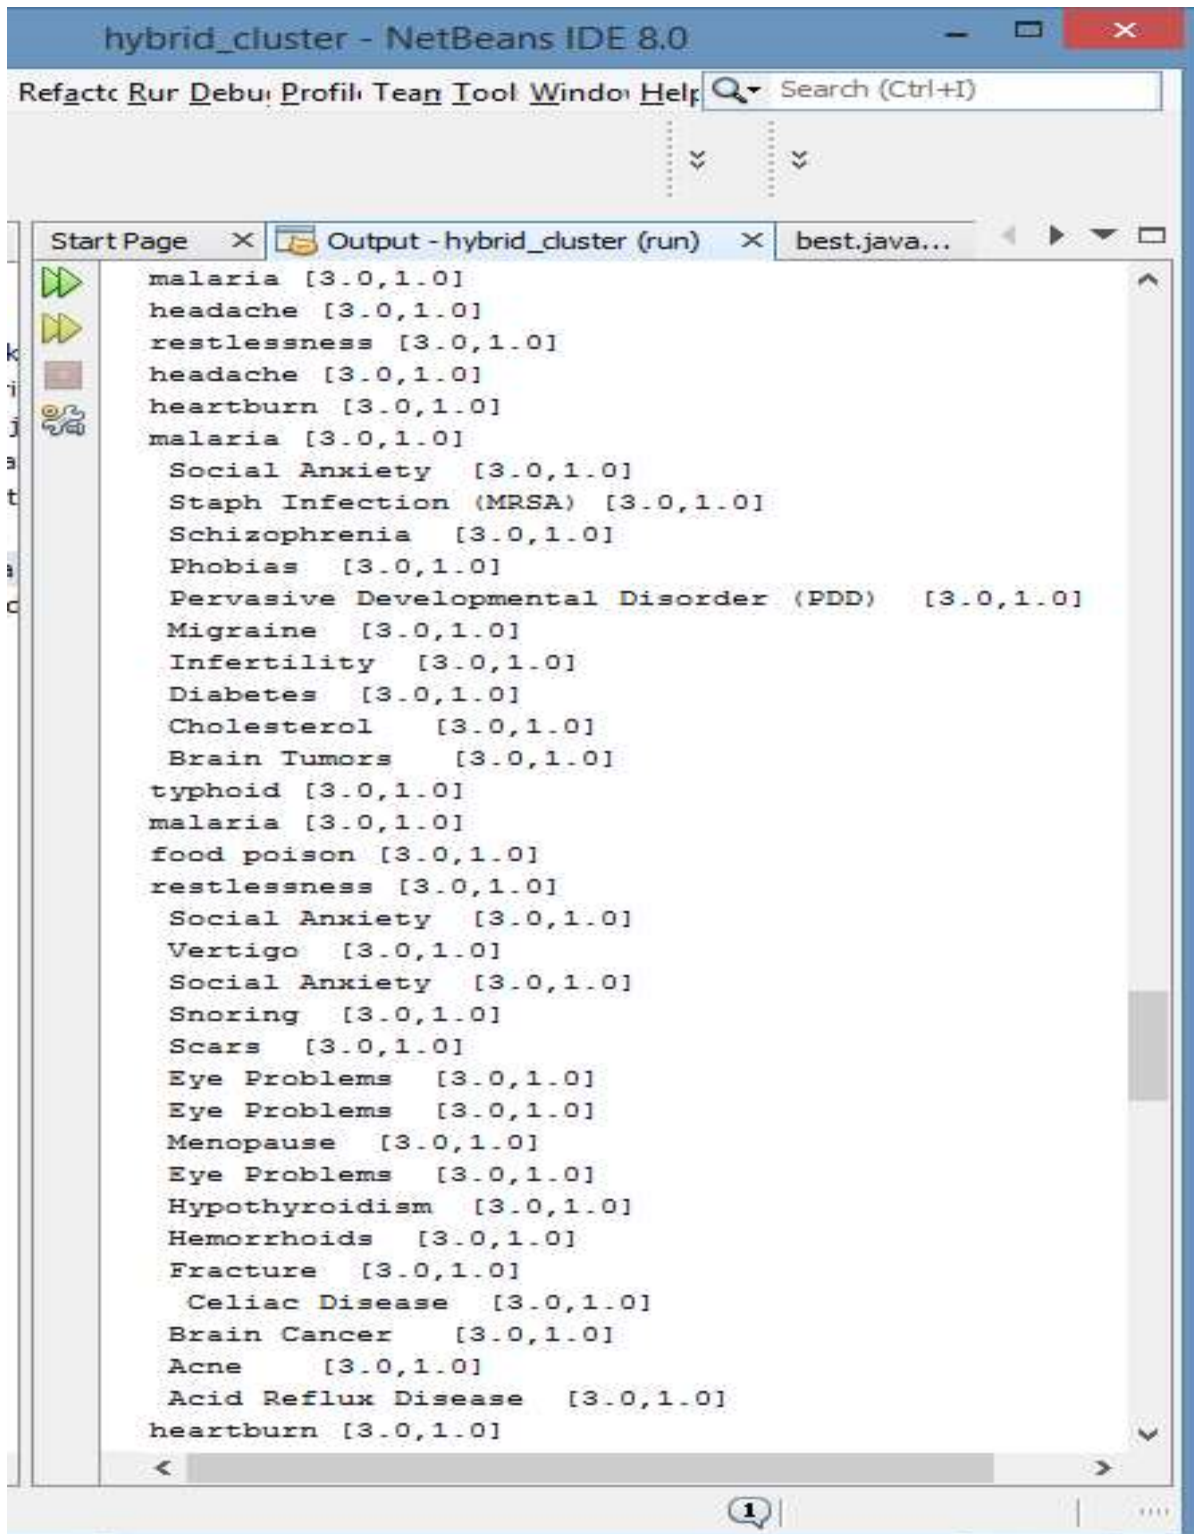 hybrid_cluster - NetBeans IDE 8.0
Refactc Rur Debu Profil Tean Tool Windo Help Search (Ctrl+I)
Start Page Output - hybrid_cluster (run) best.java...
malaria [3.0,1.0]
headache [3.0,1.0]
restlessness [3.0,1.0]
headache [3.0,1.0]
heartburn [3.0,1.0]
malaria [3.0,1.0]
Social Anxiety [3.0,1.0]
Staph Infection (MRSA) [3.0,1.0]
Schizophrenia [3.0,1.0]
Phobias [3.0,1.0]
Pervasive Developmental Disorder (PDD) [3.0,1.0]
Migraine [3.0,1.0]
Infertility [3.0,1.0]
Diabetes [3.0,1.0]
Cholesterol [3.0,1.0]
Brain Tumors [3.0,1.0]
typhoid [3.0,1.0]
malaria [3.0,1.0]
food poison [3.0,1.0]
restlessness [3.0,1.0]
Social Anxiety [3.0,1.0]
Vertigo [3.0,1.0]
Social Anxiety [3.0,1.0]
Snoring [3.0,1.0]
Scars [3.0,1.0]
Eye Problems [3.0,1.0]
Eye Problems [3.0,1.0]
Menopause [3.0,1.0]
Eye Problems [3.0,1.0]
Hypothyroidism [3.0,1.0]
Hemorrhoids [3.0,1.0]
Fracture [3.0,1.0]
Celiac Disease [3.0,1.0]
Brain Cancer [3.0,1.0]
Acne [3.0,1.0]
Acid Reflux Disease [3.0,1.0]
heartburn [3.0,1.0]
1